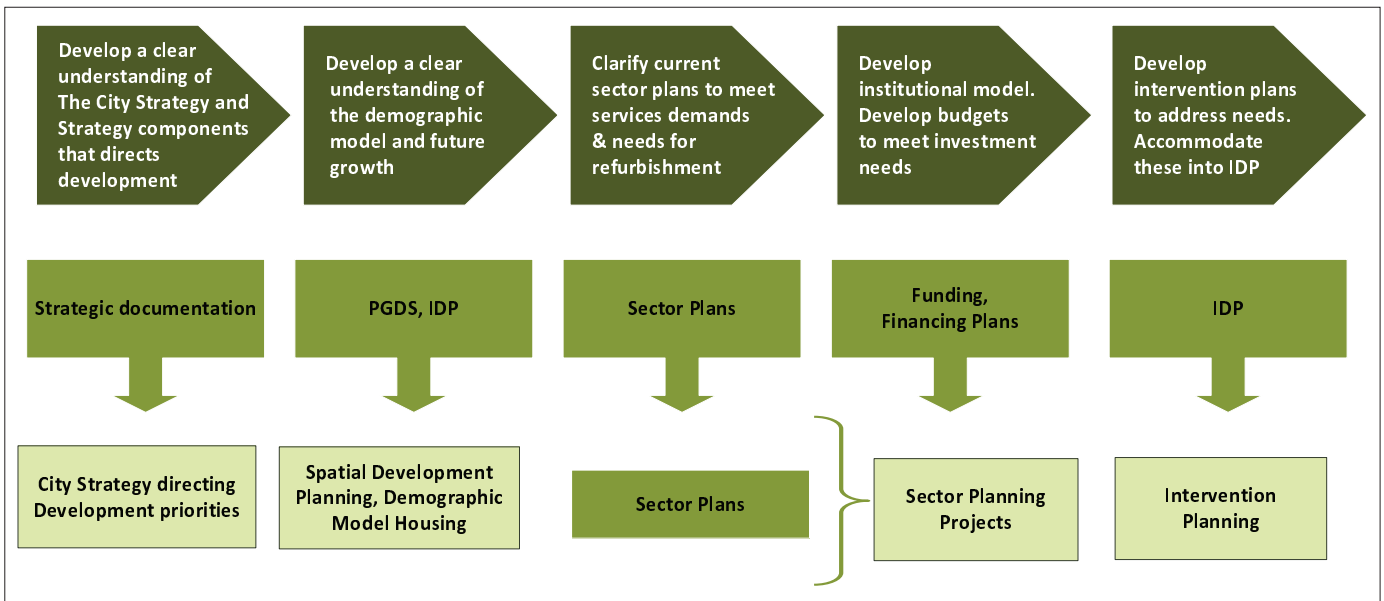 Develop a clear
understanding of
The City Strategy and
Strategy components
that directs
development
Develop a clear
understanding of
the demographic
model and future
growth
Clarify current
sector plans to meet
services demands
& needs for
refurbishment
Develop
institutional model.
Develop budgets
to meet investment
needs
Develop
intervention plans
to address needs.
Accommodate
these into IDP
Strategic documentation
PGDS, IDP
Sector Plans
Funding,
Financing Plans
IDP
City Strategy directing
Development priorities
Spatial Development
Planning, Demographic
Model Housing
Sector Plans
Sector Planning
Projects
Intervention
Planning